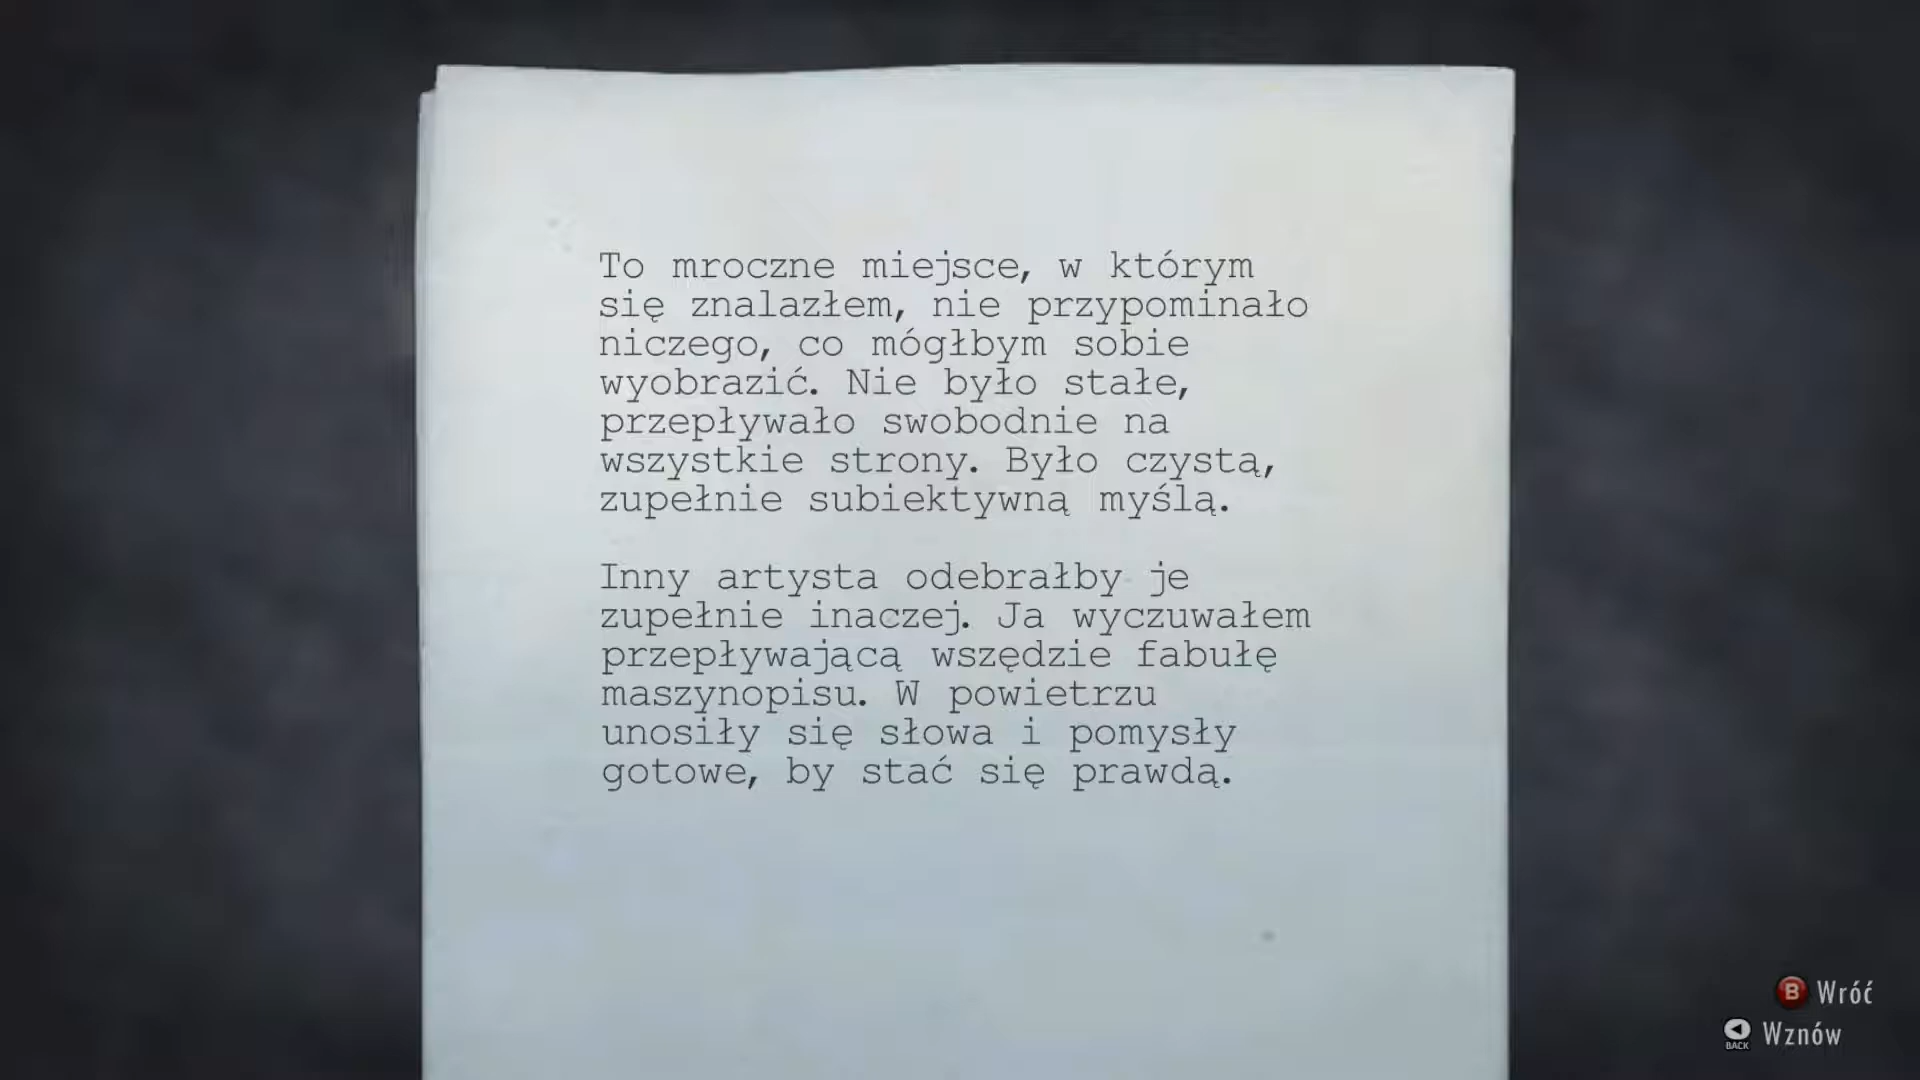 To mroczne miejsce, w którym
się znalazłem, nie przypominało
niczego, co mógłbym sobie
wyobrazić. Nie było stałe,
przepływało swobodnie na
wszystkie strony. Było czystą,
zupełnie subiektywną myślą.
Inny artysta odebrałby je
zupełnie inaczej. Ja wyczuwałem
przepływającą wszędzie fabułę
maszynopisu. W powietrzu
unosiły się słowa i pomysły
gotowe, by stać się prawdą.
B Wróć
BACK Wznów